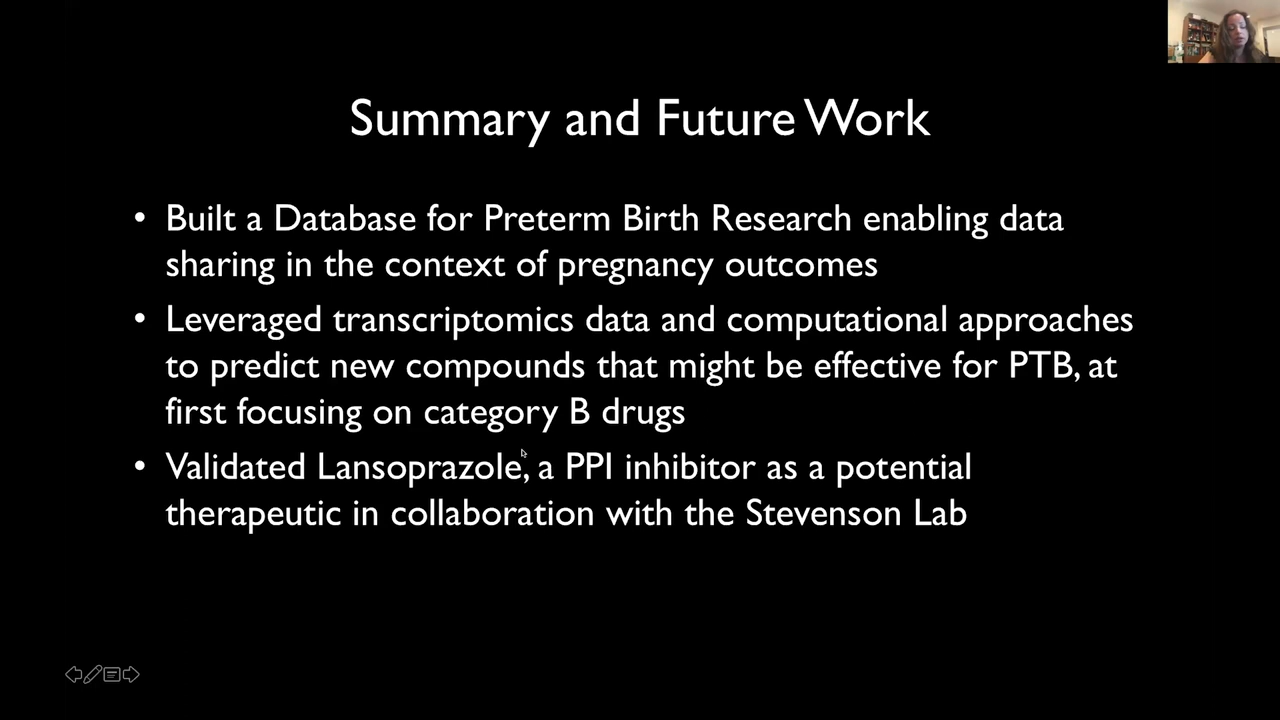 Summary and Future Work
• Built a Database for Preterm Birth Research enabling data
sharing in the context of pregnancy outcomes
• Leveraged transcriptomics data and computational approaches
to predict new compounds that might be effective for PTB, at
first focusing on category B drugs
• Validated Lansoprazole, a PPI inhibitor as a potential
therapeutic in collaboration with the Stevenson Lab